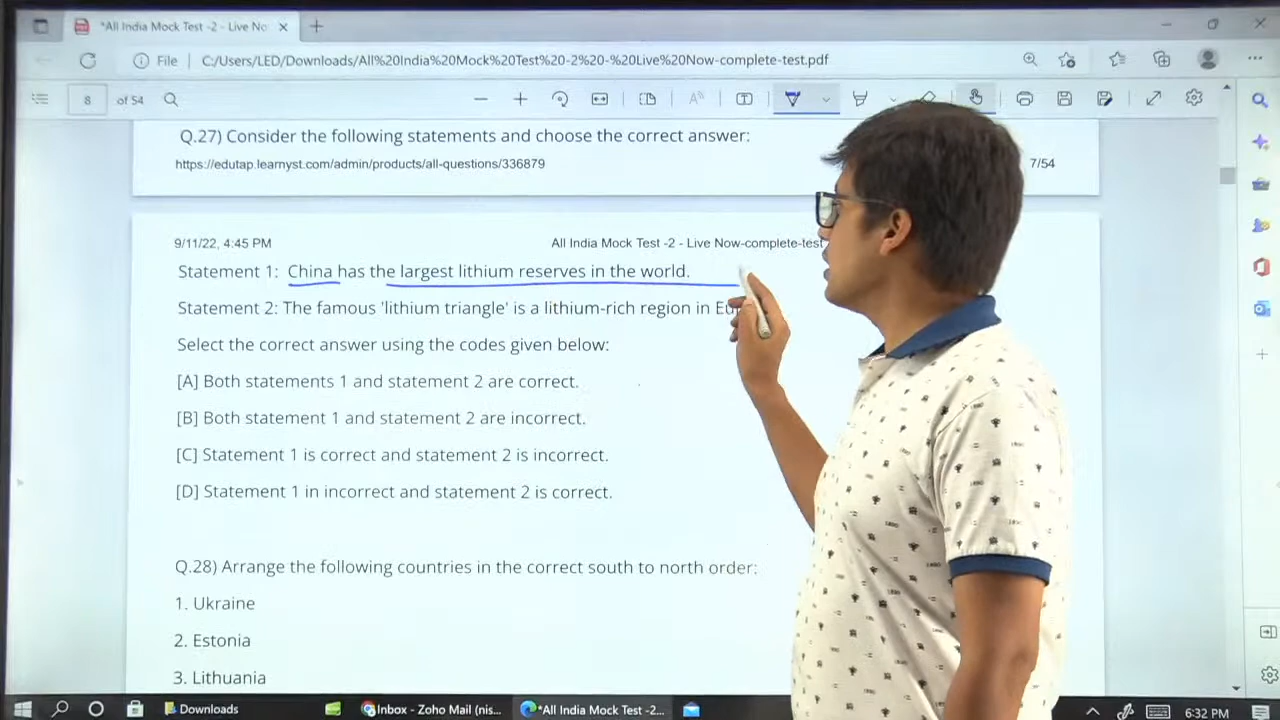 *All India Mock Test -2 - Live No
File C:/Users/LED/Downloads/All%20India%20Mock%20Test%20-2%20-%20Live%20Now-complete-test.pdf
8 of 54
Q.27) Consider the following statements and choose the correct answer:
https://edutap.learnyst.com/admin/products/all-questions/336879 7/54
9/11/22, 4:45 PM All India Mock Test -2 - Live Now-complete-test
Statement 1: China has the largest lithium reserves in the world.
Statement 2: The famous 'lithium triangle' is a lithium-rich region in
Select the correct answer using the codes given below:
[A] Both statements 1 and statement 2 are correct.
[B] Both statement 1 and statement 2 are incorrect.
[C] Statement 1 is correct and statement 2 is incorrect.
[D] Statement 1 in incorrect and statement 2 is correct.
Q.28) Arrange the following countries in the correct south to north order:
1. Ukraine
2. Estonia
3. Lithuania
Downloads Inbox - Zoho Mail (nis... *All India Mock Test -2... 6:32 PM